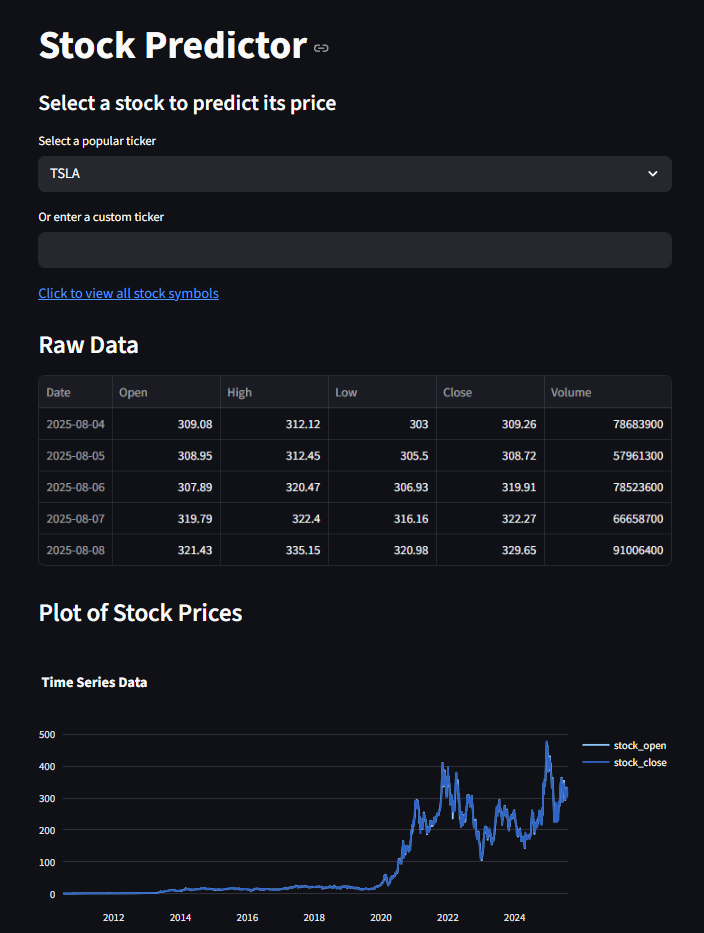 Stock Predictor
Select a stock to predict its price
Select a popular ticker
TSLA
Or enter a custom ticker
Click to view all stock symbols
Raw Data
Date Open High Low Close Volume
2025-08-04 309.08 312.12 303 309.26 78683900
2025-08-05 308.95 312.45 305.5 308.72 57961300
2025-08-06 307.89 320.47 306.93 319.91 78523600
2025-08-07 319.79 322.4 316.16 322.27 66658700
2025-08-08 321.43 335.15 320.98 329.65 91006400
Plot of Stock Prices
Time Series Data
500
400
300
200
100
0
2012 2014 2016 2018 2020 2022 2024
stock_open
stock_close